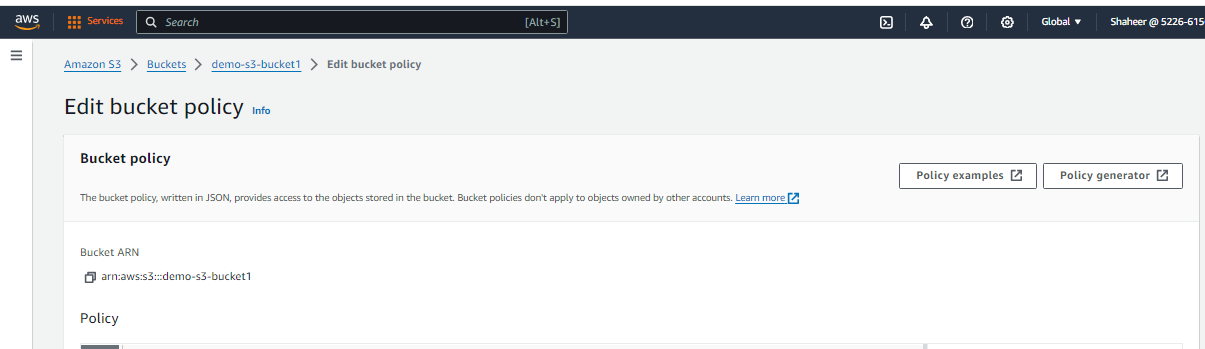 aws Services Search [Alt+S] Global Shaheer @ 5226-615
Amazon S3 Buckets demo-s3-bucket1 Edit bucket policy
Edit bucket policy Info
Bucket policy
Policy examples Policy generator
The bucket policy, written in JSON, provides access to the objects stored in the bucket. Bucket policies don't apply to objects owned by other accounts. Learn more
Bucket ARN
arn:aws:s3:::demo-s3-bucket1
Policy